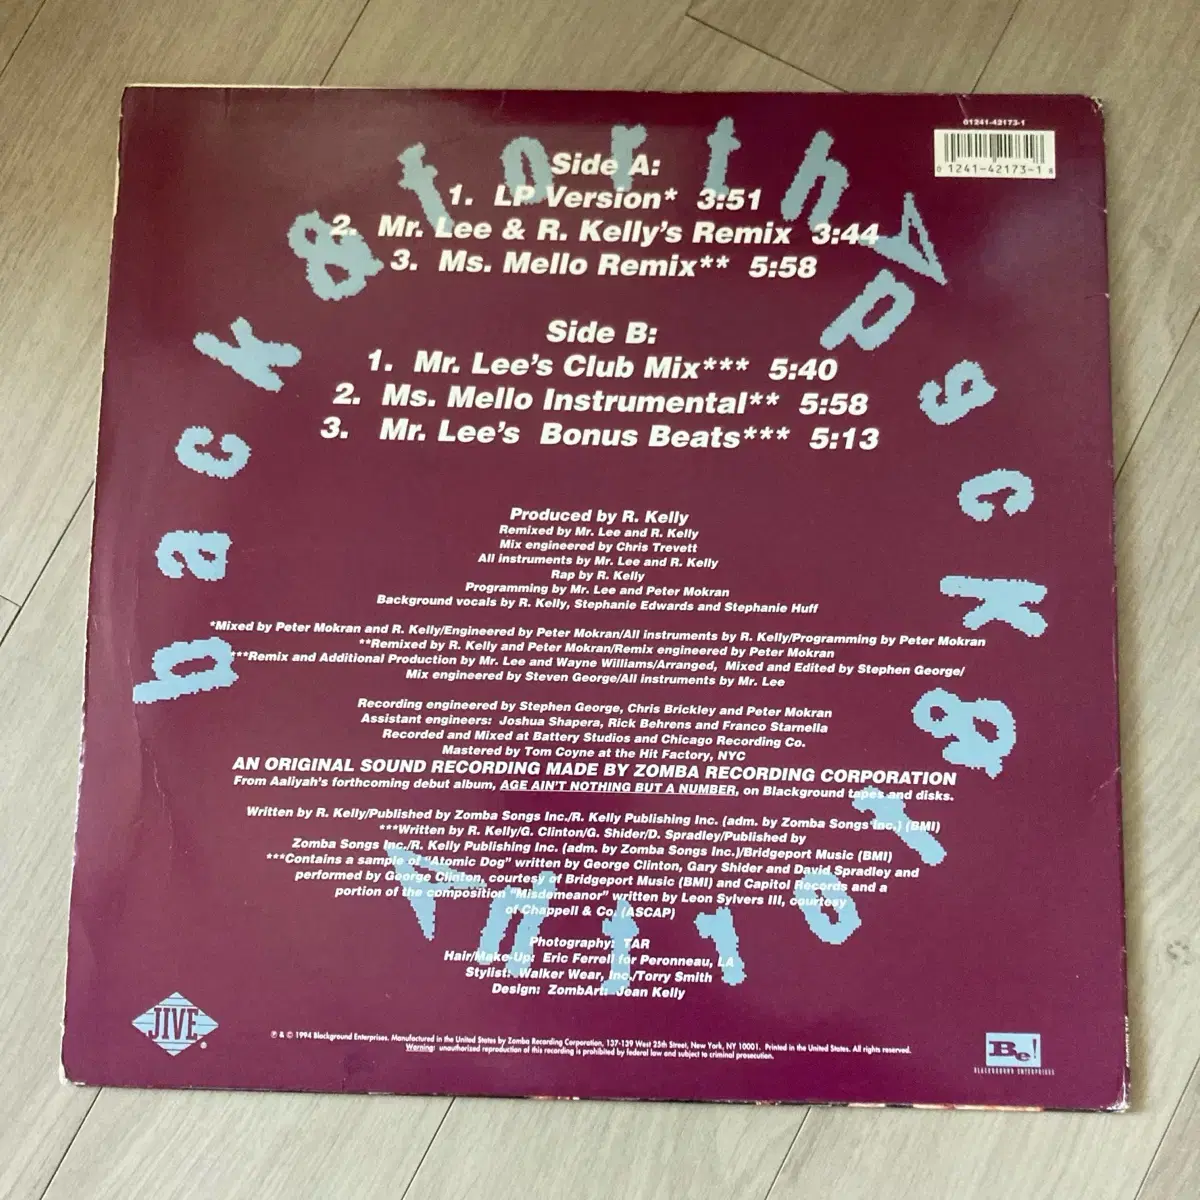 01241-42173-1
0 1241-42173-1 8
back & forth
back & forth
Side A:
1. LP Version* 3:51
2. Mr. Lee & R. Kelly's Remix 3:44
3. Ms. Mello Remix** 5:58
Side B:
1. Mr. Lee's Club Mix*** 5:40
2. Ms. Mello Instrumental** 5:58
3. Mr. Lee's Bonus Beats*** 5:13
Produced by R. Kelly
Remixed by Mr. Lee and R. Kelly
Mix engineered by Chris Trevett
All instruments by Mr. Lee and R. Kelly
Rap by R. Kelly
Programming by Mr. Lee and Peter Mokran
Background vocals by R. Kelly, Stephanie Edwards and Stephanie Huff
*Mixed by Peter Mokran and R. Kelly/Engineered by Peter Mokran/All instruments by R. Kelly/Programming by Peter Mokran
**Remixed by R. Kelly and Peter Mokran/Remix engineered by Peter Mokran
***Remix and Additional Production by Mr. Lee and Wayne Williams/Arranged, Mixed and Edited by Stephen George/
Mix engineered by Steven George/All instruments by Mr. Lee
Recording engineered by Stephen George, Chris Brickley and Peter Mokran
Assistant engineers: Joshua Shapera, Rick Behrens and Franco Starnella
Recorded and Mixed at Battery Studios and Chicago Recording Co.
Mastered by Tom Coyne at the Hit Factory, NYC
AN ORIGINAL SOUND RECORDING MADE BY ZOMBA RECORDING CORPORATION
From Aaliyah's forthcoming debut album, AGE AIN'T NOTHING BUT A NUMBER, on Blackground tapes and disks.
Written by R. Kelly/Published by Zomba Songs Inc./R. Kelly Publishing Inc. (adm. by Zomba Songs Inc.) (BMI)
***Written by R. Kelly/G. Clinton/G. Shider/D. Spradley/Published by
Zomba Songs Inc./R. Kelly Publishing Inc. (adm. by Zomba Songs Inc.)/Bridgeport Music (BMI)
***Contains a sample of "Atomic Dog" written by George Clinton, Gary Shider and David Spradley and
performed by George Clinton, courtesy of Bridgeport Music (BMI) and Capitol Records and a
portion of the composition "Misdemeanor" written by Leon Sylvers III, courtesy
of Chappell & Co. (ASCAP)
Photography: TAR
Hair/Make-Up: Eric Ferrell for Peronneau, LA
Stylist: Walker Wear, Inc./Torry Smith
Design: ZombArt: Jean Kelly
JIVE ®
℗ & © 1994 Blackground Enterprises. Manufactured in the United States by Zomba Recording Corporation, 137-139 West 25th Street, New York, NY 10001. Printed in the United States. All rights reserved.
Warning: unauthorized reproduction of this recording is prohibited by federal law and subject to criminal prosecution.
Be!
BLACKGROUND ENTERPRISES